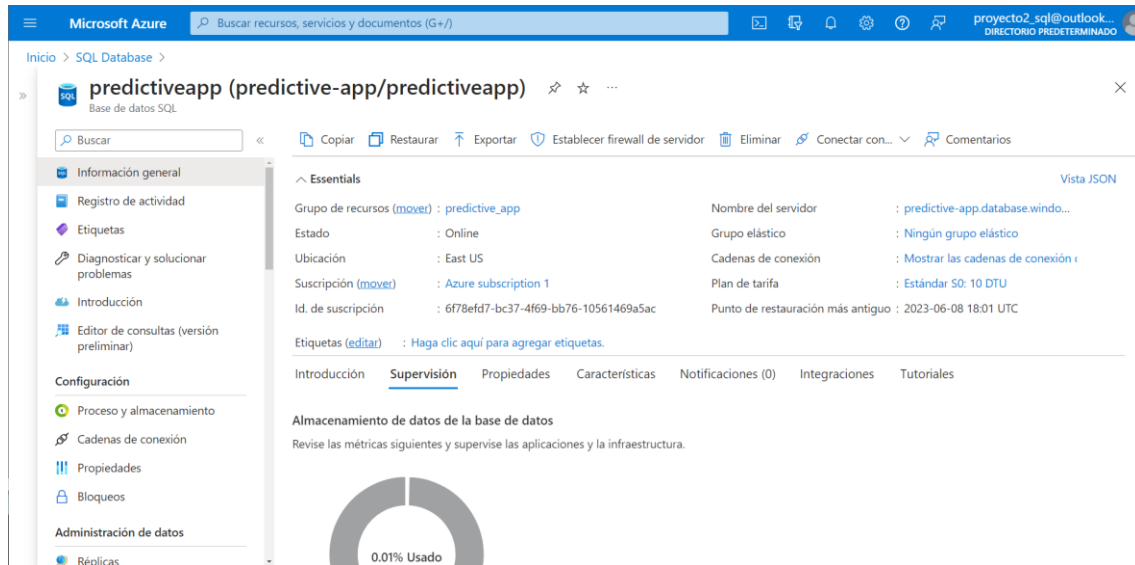 Microsoft Azure
Buscar recursos, servicios y documentos (G+/)
proyecto2_sql@outlook...
DIRECTORIO PREDETERMINADO
Inicio > SQL Database >
predictiveapp (predictive-app/predictiveapp)
SQL
Base de datos SQL
Buscar
Copiar Restaurar Exportar Establecer firewall de servidor Eliminar Conectar con... Comentarios
Información general
Registro de actividad
Etiquetas
Diagnosticar y solucionar
problemas
Introducción
Editor de consultas (versión
preliminar)
Configuración
Proceso y almacenamiento
Cadenas de conexión
Propiedades
Bloqueos
Administración de datos
Réplicas
Essentials
Vista JSON
Grupo de recursos (mover) : predictive_app
Estado : Online
Ubicación : East US
Suscripción (mover) : Azure subscription 1
Id. de suscripción : 6f78efd7-bc37-4f69-bb76-10561469a5ac
Nombre del servidor : predictive-app.database.windo...
Grupo elástico : Ningún grupo elástico
Cadenas de conexión : Mostrar las cadenas de conexión
Plan de tarifa : Estándar S0: 10 DTU
Punto de restauración más antiguo : 2023-06-08 18:01 UTC
Etiquetas (editar) : Haga clic aquí para agregar etiquetas.
Introducción Supervisión Propiedades Características Notificaciones (0) Integraciones Tutoriales
Almacenamiento de datos de la base de datos
Revise las métricas siguientes y supervise las aplicaciones y la infraestructura.
0.01% Usado